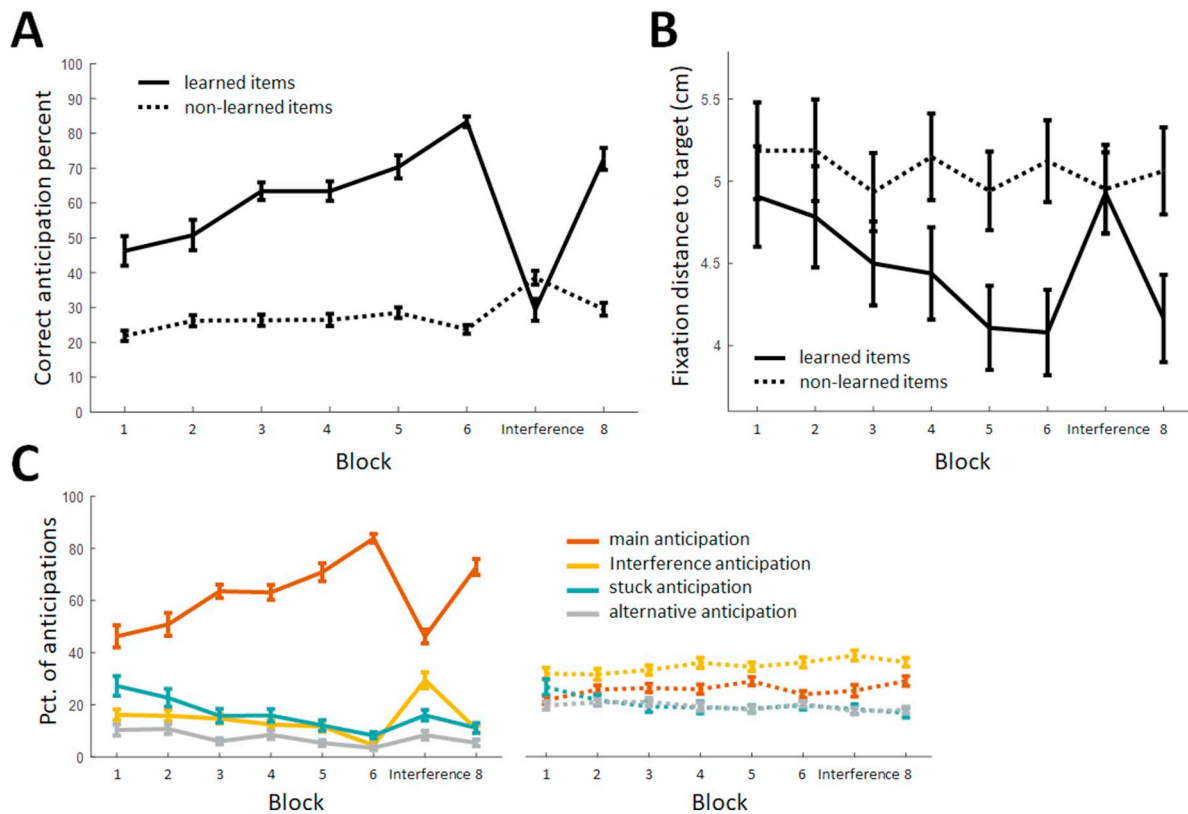 A
Correct anticipation percent
100
90
80
70
60
50
40
30
20
10
0
learned items
non-learned items
1 2 3 4 5 6 Interference 8
Block
B
Fixation distance to target (cm)
5.5
5
4.5
4
learned items
non-learned items
1 2 3 4 5 6 Interference 8
Block
C
Pct. of anticipations
100
80
60
40
20
0
1 2 3 4 5 6 Interference 8
Block
main anticipation
Interference anticipation
stuck anticipation
alternative anticipation
1 2 3 4 5 6 Interference 8
Block